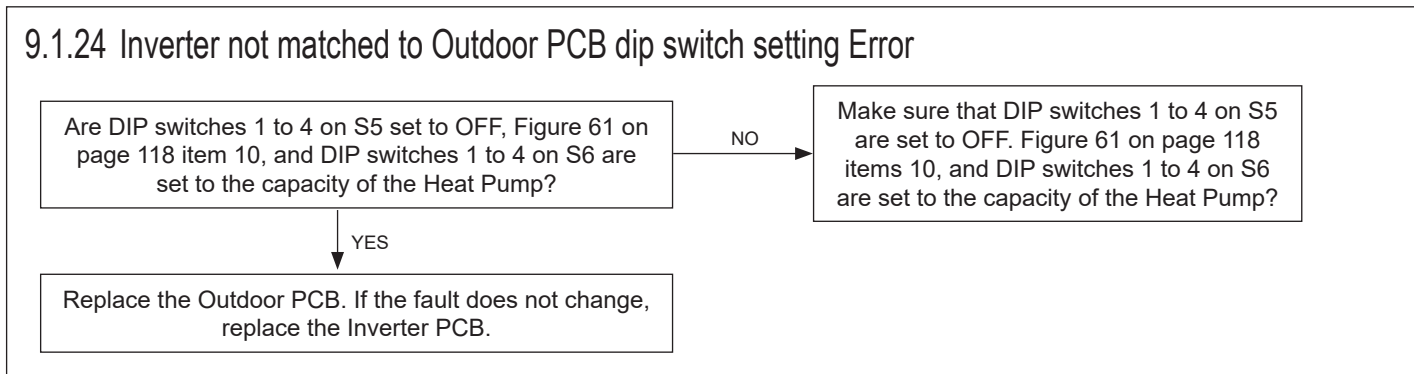 9.1.24 Inverter not matched to Outdoor PCB dip switch setting Error
Are DIP switches 1 to 4 on S5 set to OFF, Figure 61 on
page 118 item 10, and DIP switches 1 to 4 on S6 are
set to the capacity of the Heat Pump?
NO
Make sure that DIP switches 1 to 4 on S5
are set to OFF. Figure 61 on page 118
items 10, and DIP switches 1 to 4 on S6
are set to the capacity of the Heat Pump?
YES
Replace the Outdoor PCB. If the fault does not change,
replace the Inverter PCB.